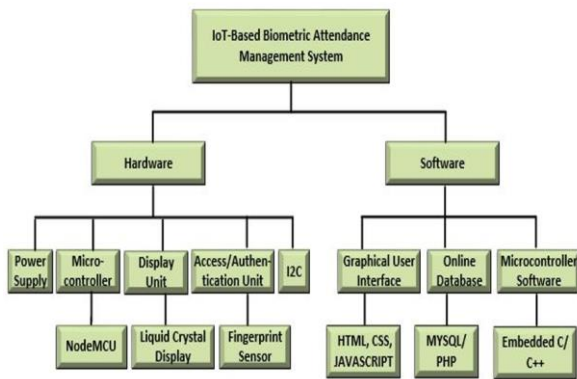 IoT-Based Biometric Attendance
Management System
Hardware
Software
Power
Supply
Micro-
controller
Display
Unit
Access/Authen-
tication Unit
I2C
Graphical User
Interface
Online
Database
Microcontroller
Software
NodeMCU
Liquid Crystal
Display
Fingerprint
Sensor
HTML, CSS,
JAVASCRIPT
MYSQL/
PHP
Embedded C/
C++